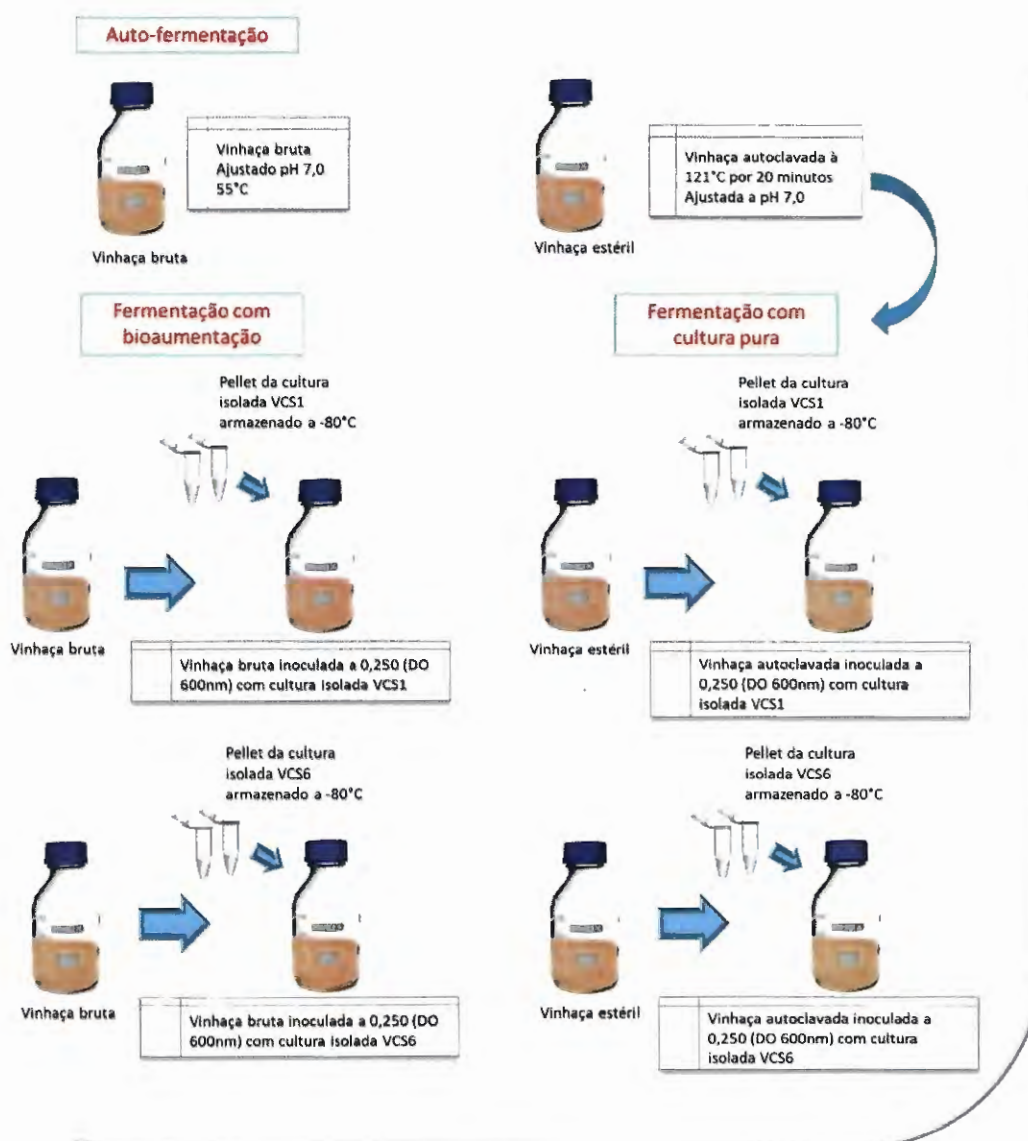 Auto-fermentação
Vinhaça bruta
Ajustado pH 7,0
55°C
Vinhaça bruta
Vinhaça autoclavada à
121°C por 20 minutos
Ajustada a pH 7,0
Vinhaça estéril
Fermentação com
bioaumentação
Pellet da cultura
isolada VCS1
armazenado a -80°C
Vinhaça bruta
Vinhaça bruta inoculada a 0,250 (DO
600nm) com cultura isolada VCS1
Fermentação com
cultura pura
Pellet da cultura
isolada VCS1
armazenado a -80°C
Vinhaça estéril
Vinhaça autoclavada inoculada a
0,250 (DO 600nm) com cultura
isolada VCS1
Pellet da cultura
isolada VCS6
armazenado a -80°C
Vinhaça bruta
Vinhaça bruta inoculada a 0,250 (DO
600nm) com cultura isolada VCS6
Pellet da cultura
isolada VCS6
armazenado a -80°C
Vinhaça estéril
Vinhaça autoclavada inoculada a
0,250 (DO 600nm) com cultura
isolada VCS6